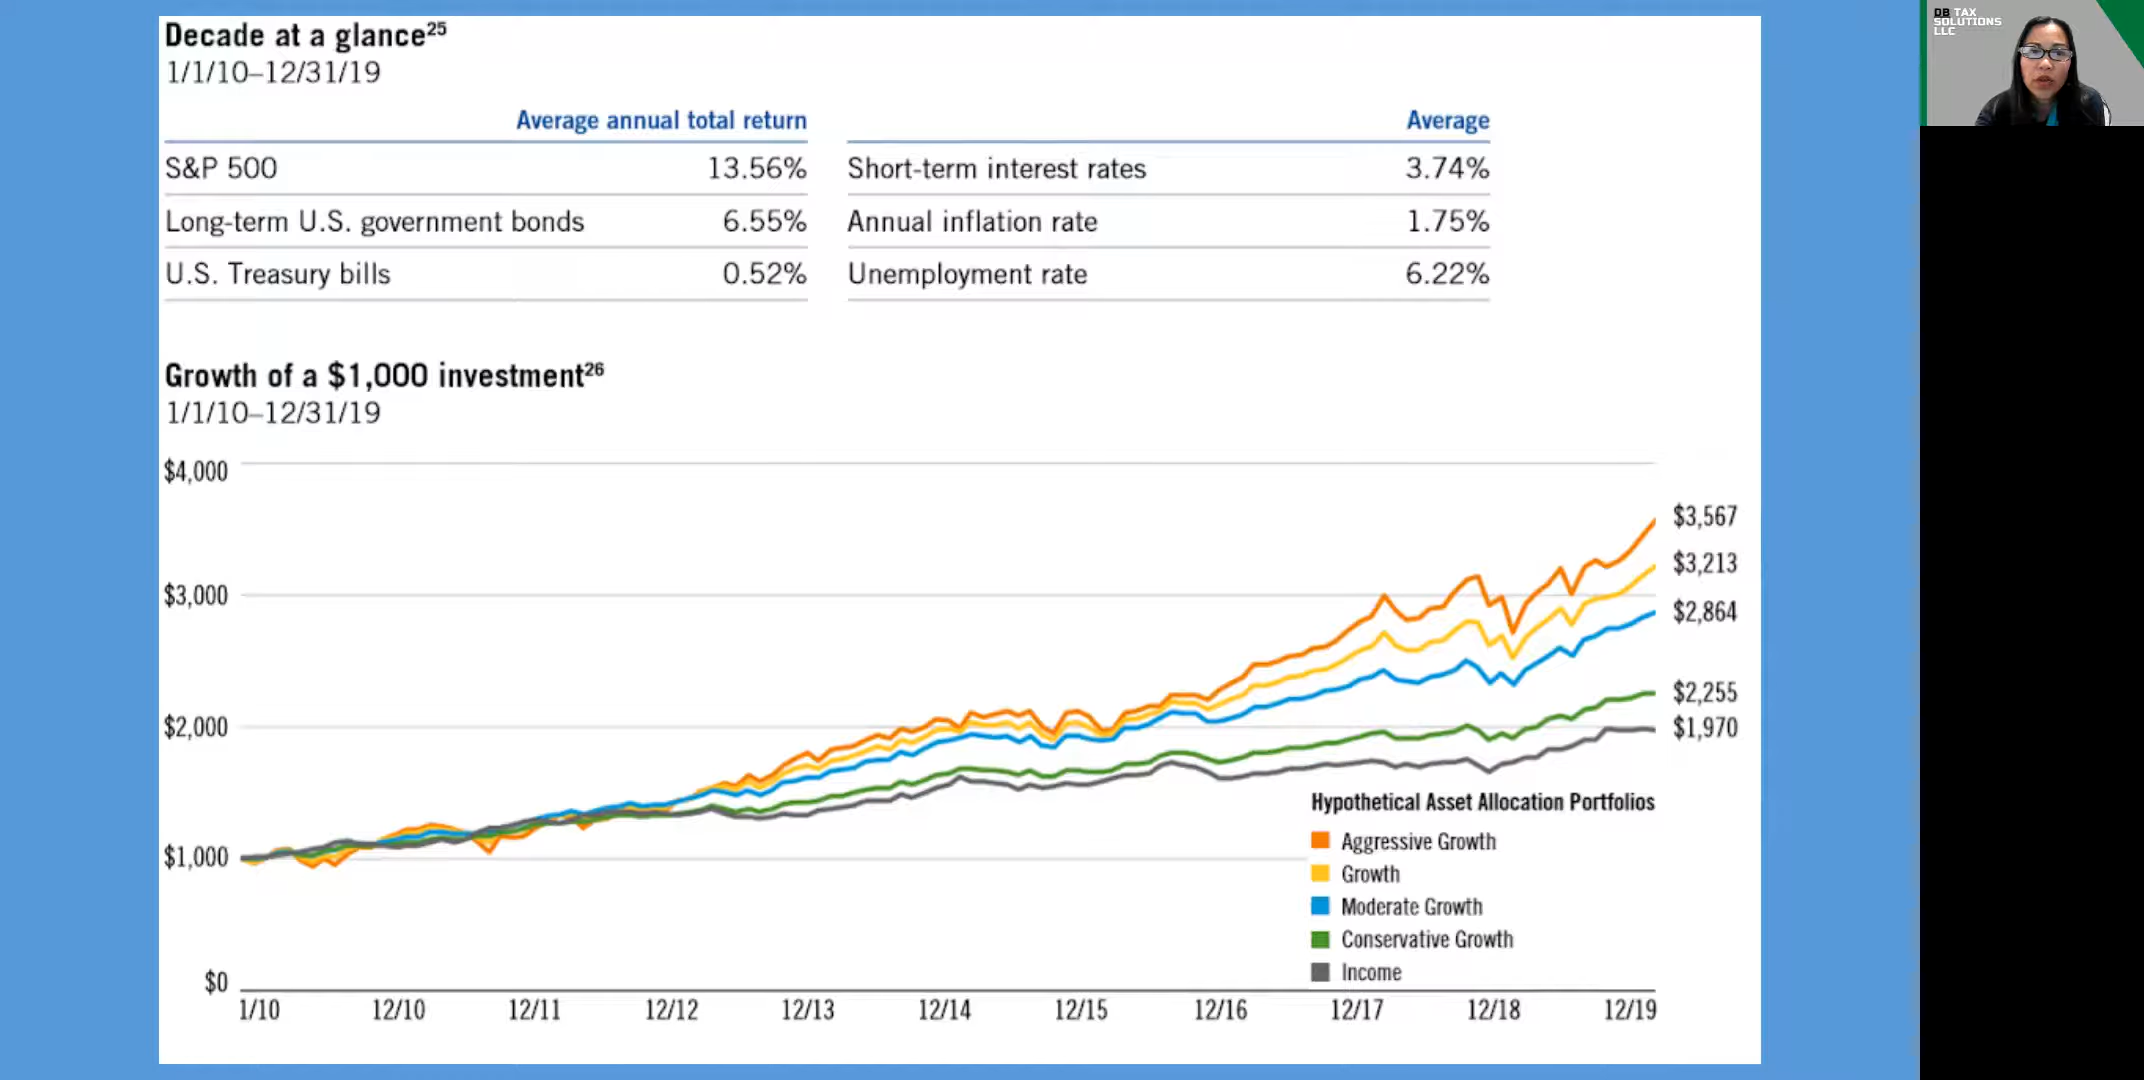 Decade at a glance25
1/1/10–12/31/19
Average annual total return
S&P 500 13.56%
Long-term U.S. government bonds 6.55%
U.S. Treasury bills 0.52%
Average
Short-term interest rates 3.74%
Annual inflation rate 1.75%
Unemployment rate 6.22%
Growth of a $1,000 investment26
1/1/10–12/31/19
$4,000
$3,000
$2,000
$1,000
$0
$3,567
$3,213
$2,864
$2,255
$1,970
Hypothetical Asset Allocation Portfolios
Aggressive Growth
Growth
Moderate Growth
Conservative Growth
Income
1/10 12/10 12/11 12/12 12/13 12/14 12/15 12/16 12/17 12/18 12/19
DB TAX
SOLUTIONS
LLC